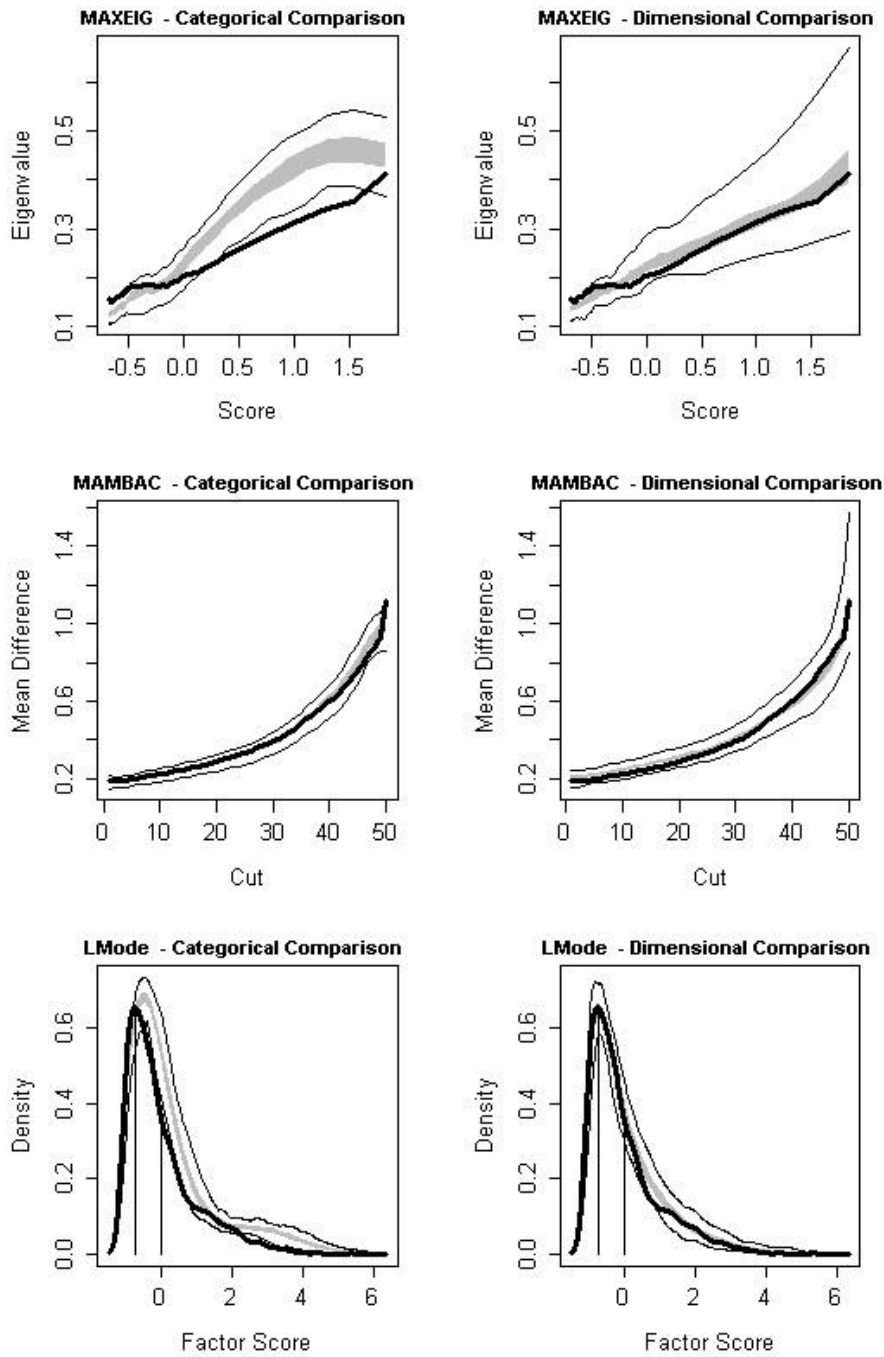 MAXEIG - Categorical Comparison
Eigenvalue
0.5
0.3
0.1
-0.5 0.0 0.5 1.0 1.5
Score
MAXEIG - Dimensional Comparison
Eigenvalue
0.5
0.3
0.1
-0.5 0.0 0.5 1.0 1.5
Score
MAMBAC - Categorical Comparison
Mean Difference
1.4
1.0
0.6
0.2
0 10 20 30 40 50
Cut
MAMBAC - Dimensional Comparison
Mean Difference
1.4
1.0
0.6
0.2
0 10 20 30 40 50
Cut
LMode - Categorical Comparison
Density
0.6
0.4
0.2
0.0
0 2 4 6
Factor Score
LMode - Dimensional Comparison
Density
0.6
0.4
0.2
0.0
0 2 4 6
Factor Score